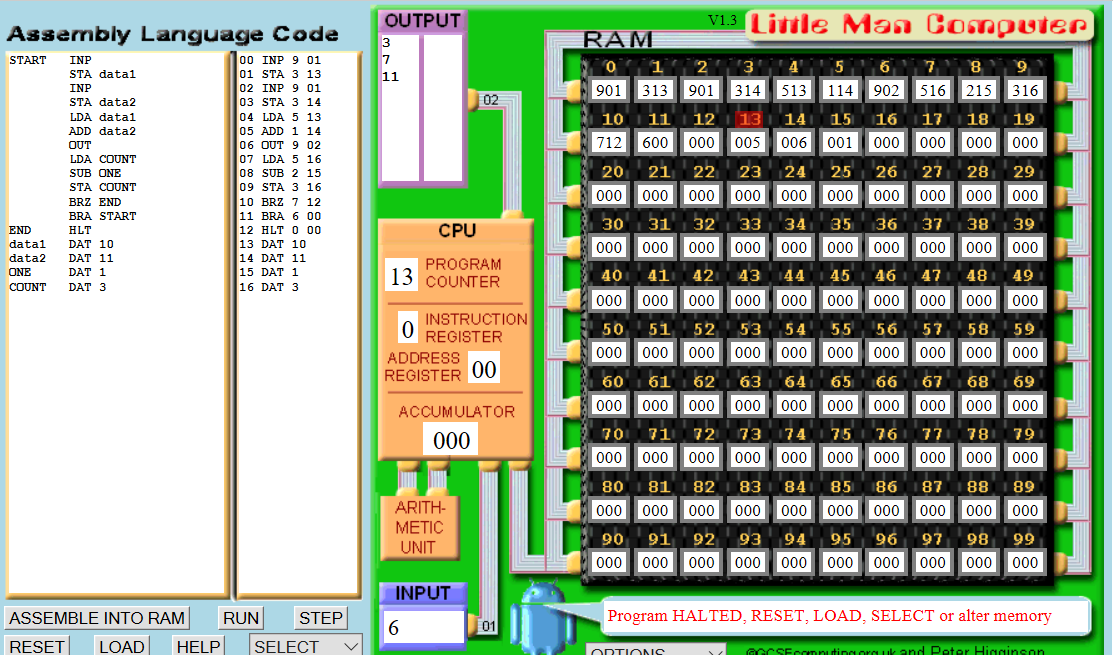 Assembly Language Code
START INP
STA data1
INP
STA data2
LDA data1
ADD data2
OUT
LDA COUNT
SUB ONE
STA COUNT
BRZ END
BRA START
END HLT
data1 DAT 10
data2 DAT 11
ONE DAT 1
COUNT DAT 3
00 INP 9 01
01 STA 3 13
02 INP 9 01
03 STA 3 14
04 LDA 5 13
05 ADD 1 14
06 OUT 9 02
07 LDA 5 16
08 SUB 2 15
09 STA 3 16
10 BRZ 7 12
11 BRA 6 00
12 HLT 0 00
13 DAT 10
14 DAT 11
15 DAT 1
16 DAT 3
ASSEMBLE INTO RAM RUN STEP
RESET LOAD HELP SELECT
OUTPUT
3
7
11
02
CPU
13 PROGRAM
COUNTER
0 INSTRUCTION
REGISTER
ADDRESS
REGISTER 00
ACCUMULATOR
000
ARITH-
METIC
UNIT
INPUT
6
01
V1.3 Little Man Computer
RAM
0 1 2 3 4 5 6 7 8 9
901 313 901 314 513 114 902 516 215 316
10 11 12 13 14 15 16 17 18 19
712 600 000 005 006 001 000 000 000 000
20 21 22 23 24 25 26 27 28 29
000 000 000 000 000 000 000 000 000 000
30 31 32 33 34 35 36 37 38 39
000 000 000 000 000 000 000 000 000 000
40 41 42 43 44 45 46 47 48 49
000 000 000 000 000 000 000 000 000 000
50 51 52 53 54 55 56 57 58 59
000 000 000 000 000 000 000 000 000 000
60 61 62 63 64 65 66 67 68 69
000 000 000 000 000 000 000 000 000 000
70 71 72 73 74 75 76 77 78 79
000 000 000 000 000 000 000 000 000 000
80 81 82 83 84 85 86 87 88 89
000 000 000 000 000 000 000 000 000 000
90 91 92 93 94 95 96 97 98 99
000 000 000 000 000 000 000 000 000 000
Program HALTED, RESET, LOAD, SELECT or alter memory
OPTIONS
©GCSEcomputing.org.uk and Peter Higginson